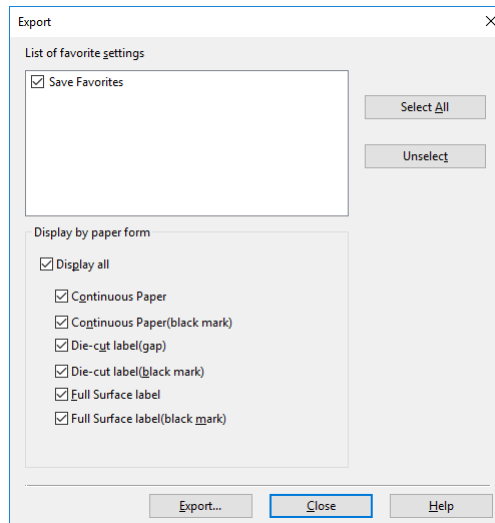 Export
List of favorite settings
Save Favorites
Select All
Unselect
Display by paper form
Display all
Continuous Paper
Continuous Paper(black mark)
Die-cut label(gap)
Die-cut label(black mark)
Full Surface label
Full Surface label(black mark)
Export... Close Help